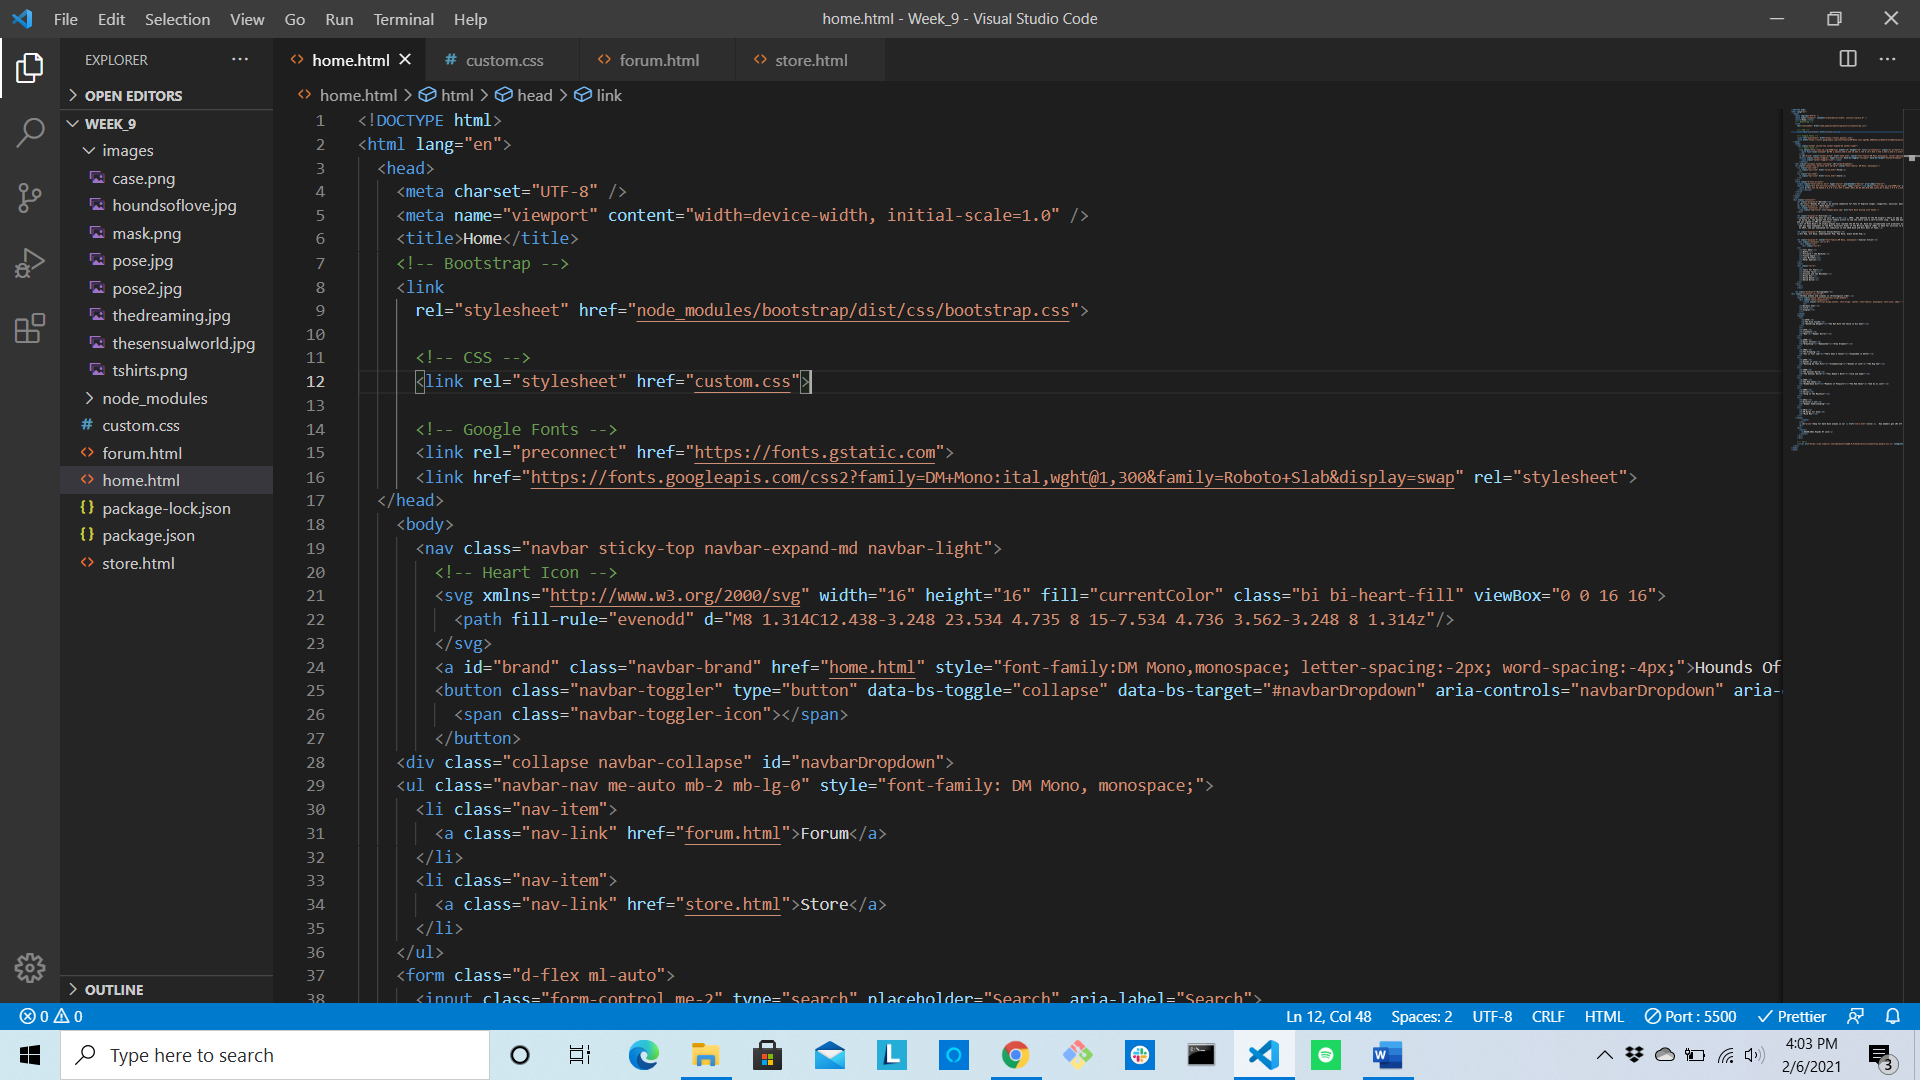 File Edit Selection View Go Run Terminal Help
home.html - Week_9 - Visual Studio Code
EXPLORER
OPEN EDITORS
WEEK_9
images
case.png
houndsoflove.jpg
mask.png
pose.jpg
pose2.jpg
thedreaming.jpg
thesensualworld.jpg
tshirts.png
node_modules
custom.css
forum.html
home.html
package-lock.json
package.json
store.html
OUTLINE
home.html custom.css forum.html store.html
home.html > html > head > link
1 <!DOCTYPE html>
2 <html lang="en">
3 <head>
4 <meta charset="UTF-8" />
5 <meta name="viewport" content="width=device-width, initial-scale=1.0" />
6 <title>Home</title>
7 <!-- Bootstrap -->
8 <link
9 rel="stylesheet" href="node_modules/bootstrap/dist/css/bootstrap.css">
10
11 <!-- CSS -->
12 <link rel="stylesheet" href="custom.css">
13
14 <!-- Google Fonts -->
15 <link rel="preconnect" href="https://fonts.gstatic.com">
16 <link href="https://fonts.googleapis.com/css2?family=DM+Mono:ital,wght@1,300&family=Roboto+Slab&display=swap" rel="stylesheet">
17 </head>
18 <body>
19 <nav class="navbar sticky-top navbar-expand-md navbar-light">
20 <!-- Heart Icon -->
21 <svg xmlns="http://www.w3.org/2000/svg" width="16" height="16" fill="currentColor" class="bi bi-heart-fill" viewBox="0 0 16 16">
22 <path fill-rule="evenodd" d="M8 1.314C12.438-3.248 23.534 4.735 8 15-7.534 4.736 3.562-3.248 8 1.314z"/>
23 </svg>
24 <a id="brand" class="navbar-brand" href="home.html" style="font-family:DM Mono,monospace; letter-spacing:-2px; word-spacing:-4px;">Hounds Of
25 <button class="navbar-toggler" type="button" data-bs-toggle="collapse" data-bs-target="#navbarDropdown" aria-controls="navbarDropdown" aria-
26 <span class="navbar-toggler-icon"></span>
27 </button>
28 <div class="collapse navbar-collapse" id="navbarDropdown">
29 <ul class="navbar-nav me-auto mb-2 mb-lg-0" style="font-family: DM Mono, monospace;">
30 <li class="nav-item">
31 <a class="nav-link" href="forum.html">Forum</a>
32 </li>
33 <li class="nav-item">
34 <a class="nav-link" href="store.html">Store</a>
35 </li>
36 </ul>
37 <form class="d-flex ml-auto">
38 <input class="form-control me-2" type="search" placeholder="Search" aria-label="Search">
0 0
Ln 12, Col 48 Spaces: 2 UTF-8 CRLF HTML Port : 5500 Prettier
Type here to search
4:03 PM
2/6/2021
3